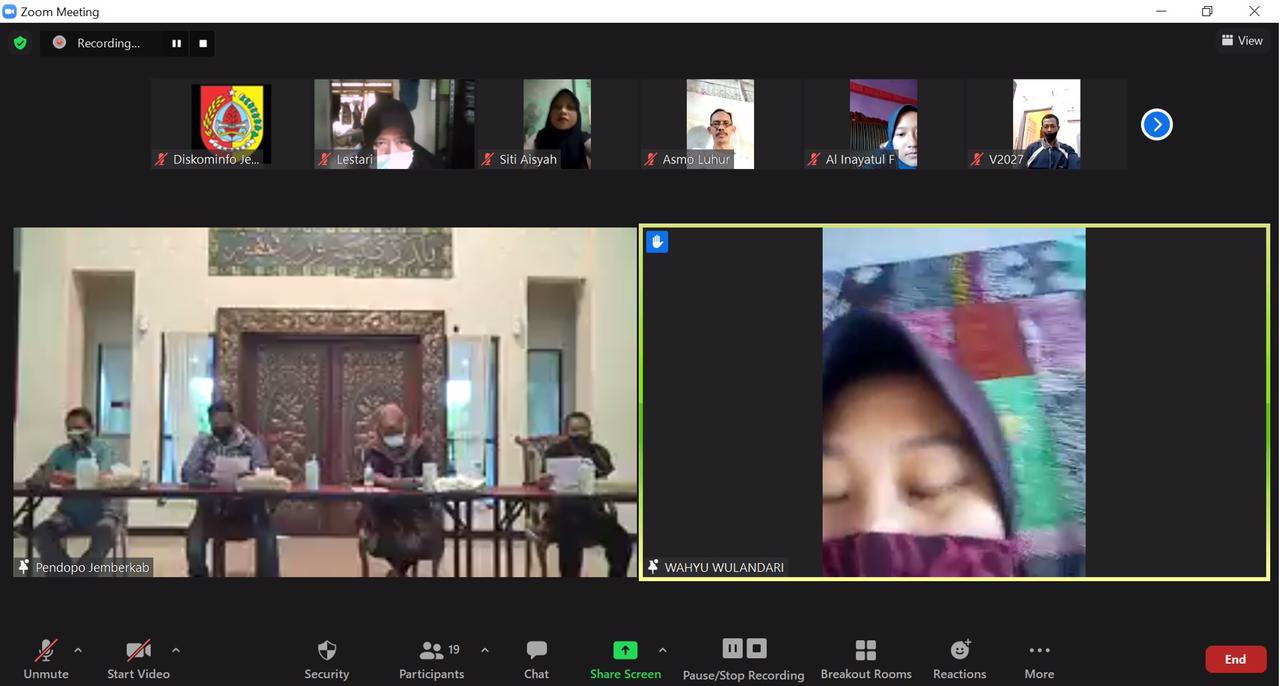 Zoom Meeting
Recording...
View
Diskominfo Je...
Lestari
Siti Aisyah
Asmo Luhur
Al Inayatul F
V2027
Pendopo Jemberkab
WAHYU WULANDARI
Unmute
Start Video
Security
Participants
19
Chat
Share Screen
Pause/Stop Recording
Breakout Rooms
Reactions
More
End